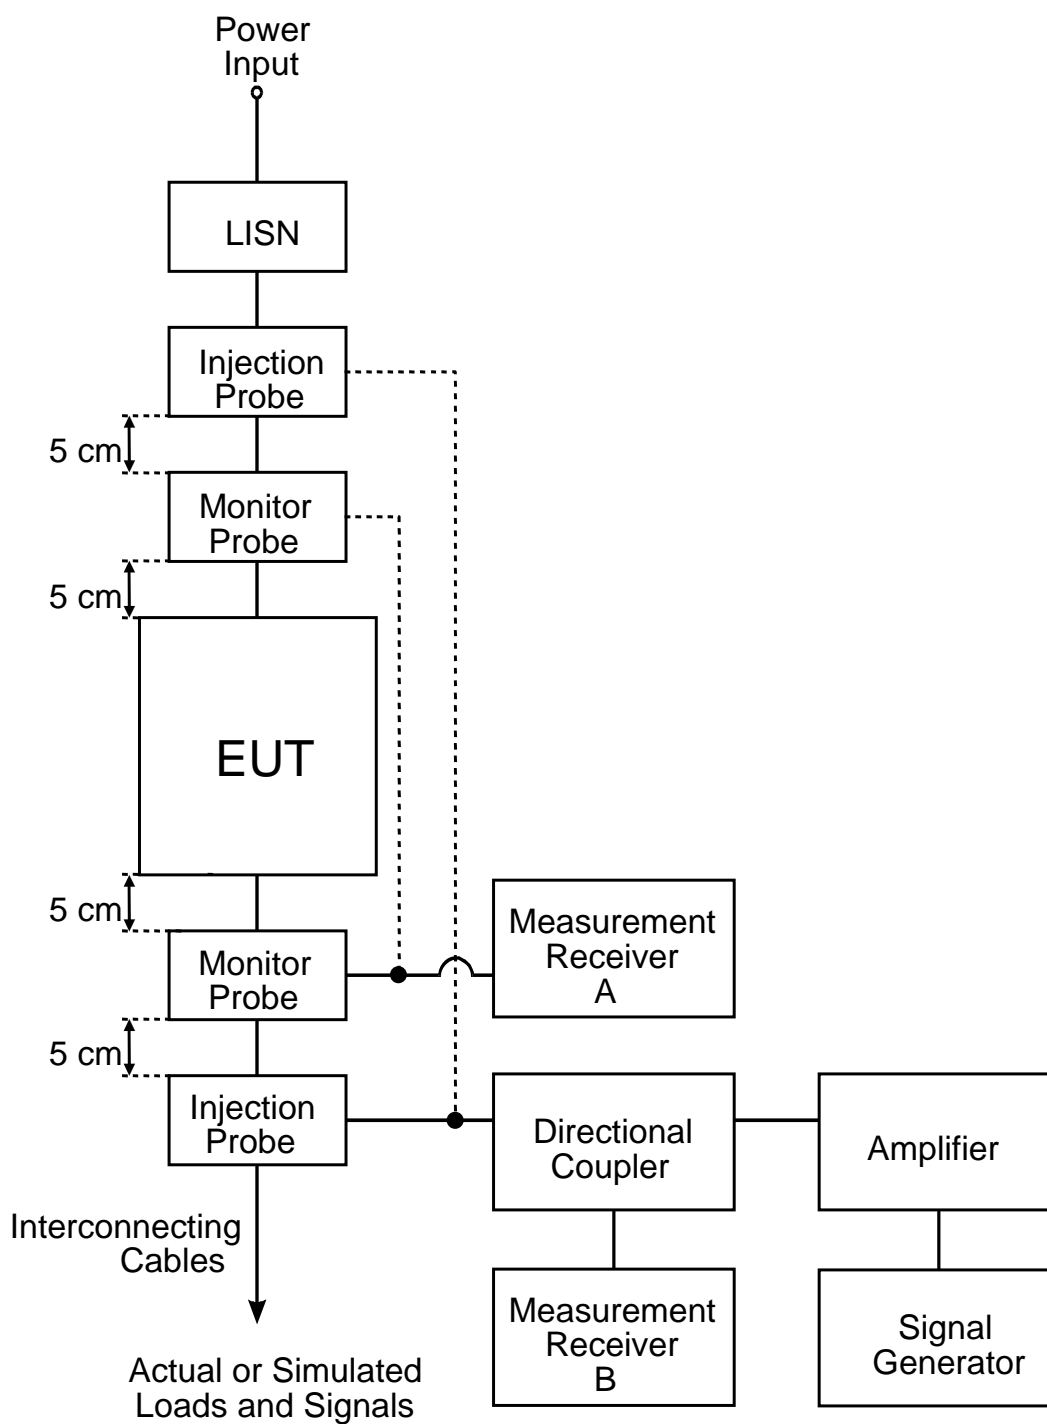 Power
Input
LISN
Injection
Probe
5 cm
Monitor
Probe
5 cm
EUT
5 cm
Monitor
Probe
Measurement
Receiver
A
5 cm
Injection
Probe
Directional
Coupler
Amplifier
Interconnecting
Cables
Measurement
Receiver
B
Signal
Generator
Actual or Simulated
Loads and Signals